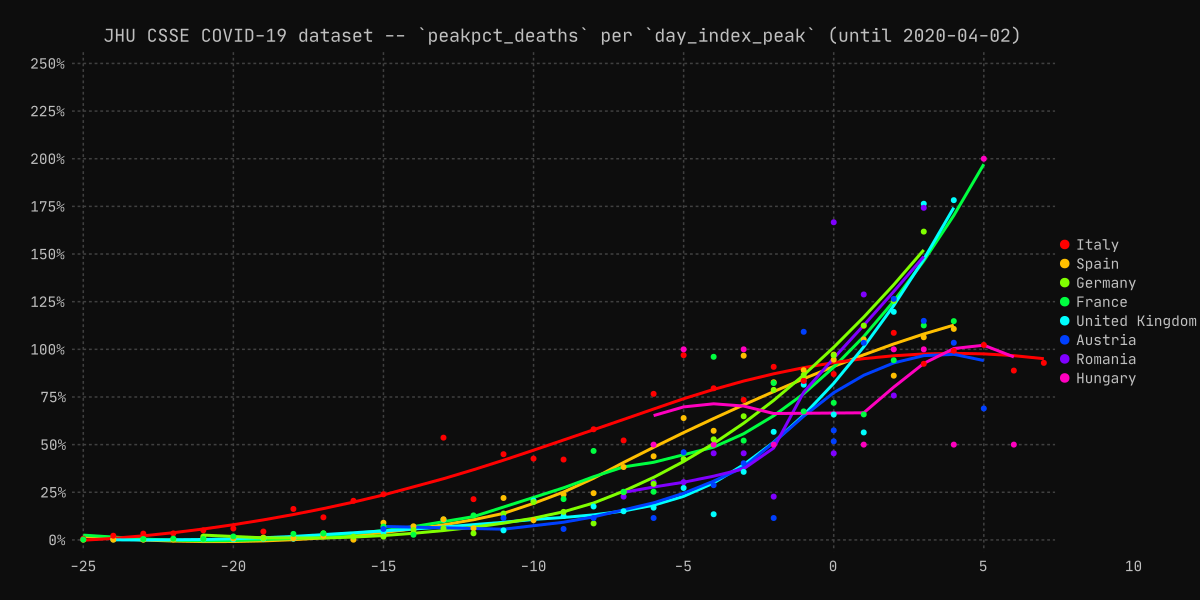 JHU CSSE COVID-19 dataset -- `peakpct_deaths` per `day_index_peak` (until 2020-04-02)
250%
225%
200%
175%
150%
125%
100%
75%
50%
25%
0%
-25 -20 -15 -10 -5 0 5 10
Italy
Spain
Germany
France
United Kingdom
Austria
Romania
Hungary